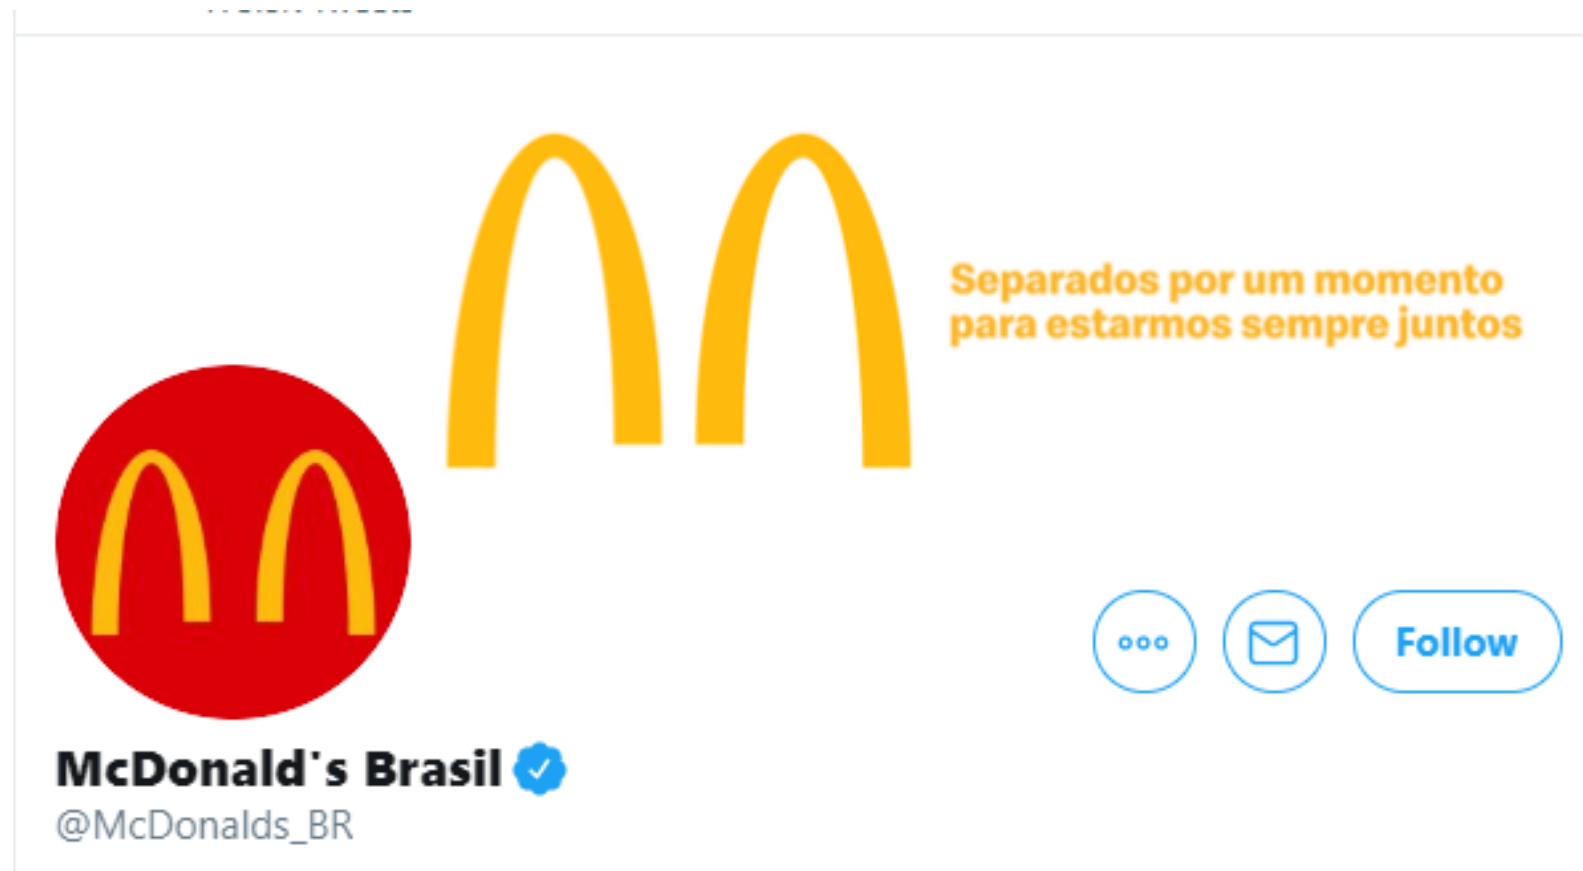 Separados por um momento
para estarmos sempre juntos
Follow
McDonald's Brasil
@McDonalds_BR